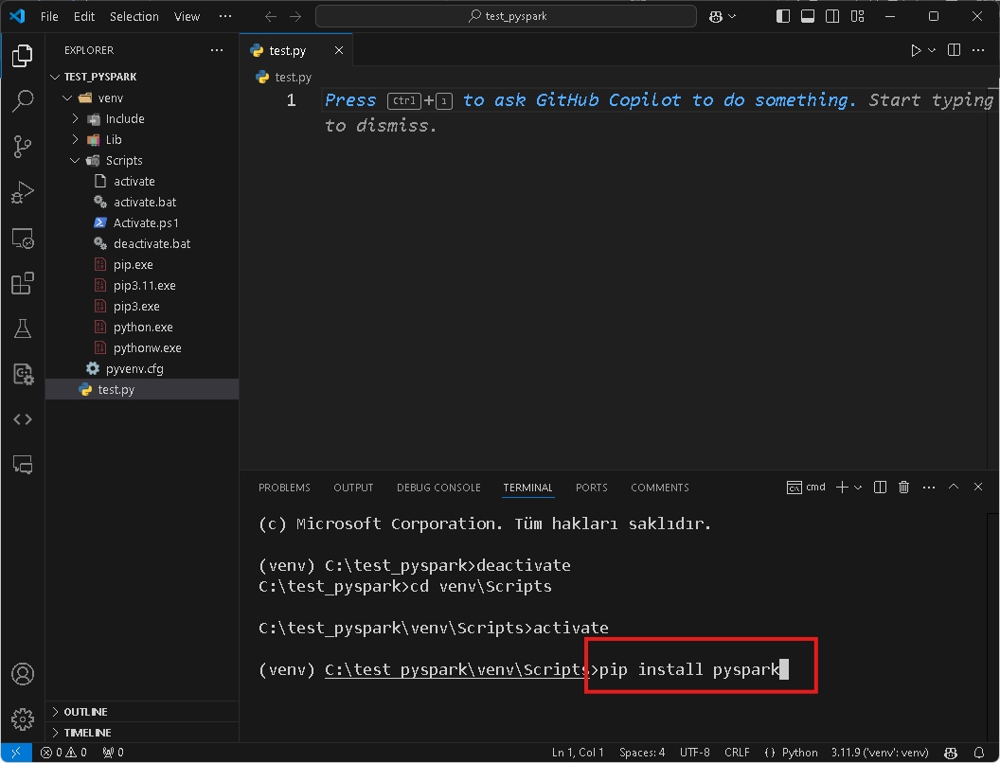 File Edit Selection View ··· test_pyspark
EXPLORER ···
TEST_PYSPARK
venv
Include
Lib
Scripts
activate
activate.bat
Activate.ps1
deactivate.bat
pip.exe
pip3.11.exe
pip3.exe
python.exe
pythonw.exe
pyvenv.cfg
test.py
OUTLINE
TIMELINE
test.py
test.py
1 Press Ctrl+I to ask GitHub Copilot to do something. Start typing
to dismiss.
PROBLEMS OUTPUT DEBUG CONSOLE TERMINAL PORTS COMMENTS cmd
(c) Microsoft Corporation. Tüm hakları saklıdır.
(venv) C:\test_pyspark>deactivate
C:\test_pyspark>cd venv\Scripts
C:\test_pyspark\venv\Scripts>activate
(venv) C:\test_pyspark\venv\Scripts>pip install pyspark
0 0 0 Ln 1, Col 1 Spaces: 4 UTF-8 CRLF {} Python 3.11.9 ('venv': venv)